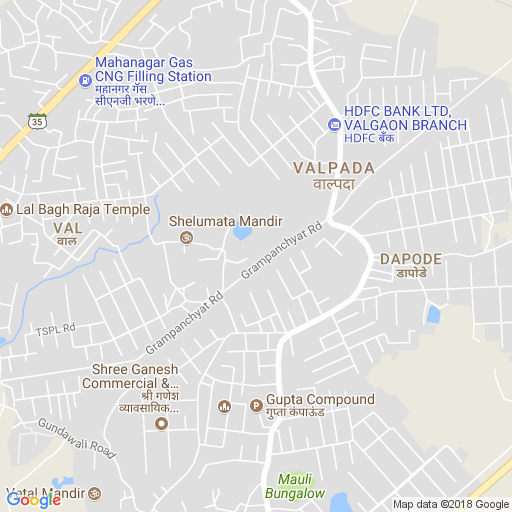 Mahanagar Gas
CNG Filling Station
महानगर गॅस
सीएनजी भरणे...
35
HDFC BANK LTD,
VALGAON BRANCH
HDFC बँक
VALPADA
वाल्पदा
Lal Bagh Raja Temple
VAL
वाल
Shelumata Mandir
Grampanchyat Rd
DAPODE
डापोडे
TSPL Rd
Grampanchyat Rd
Shree Ganesh
Commercial &...
श्री गणेश
व्यावसायिक...
Gupta Compound
गुप्ता कंपाऊंड
P
Gundawali Road
Mauli
Bungalow
Yetal Mandir
Google
Map data ©2018 Google